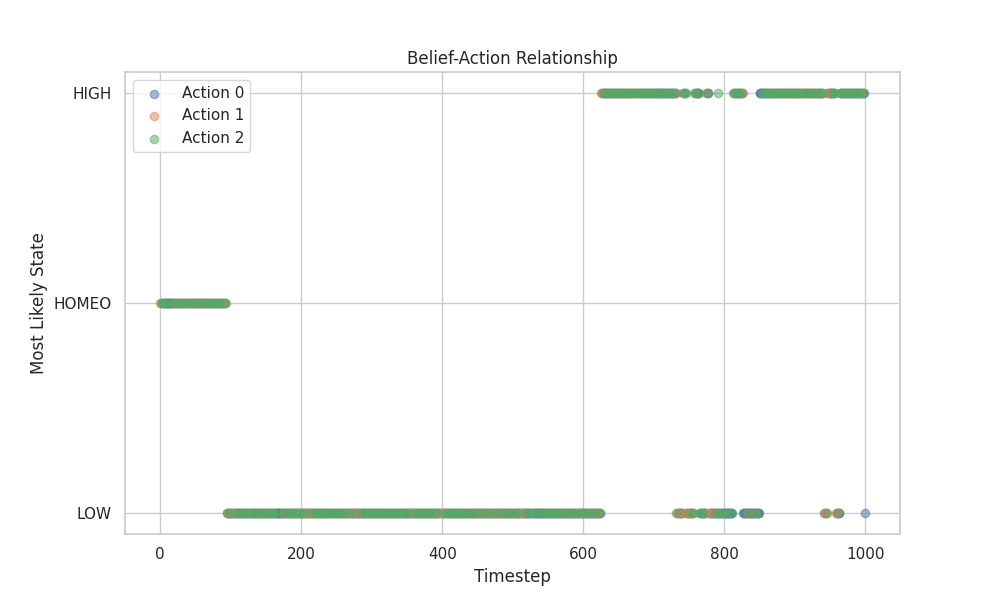 Belief-Action Relationship
HIGH
HOMEO
LOW
Most Likely State
Action 0
Action 1
Action 2
0
200
400
600
800
1000
Timestep